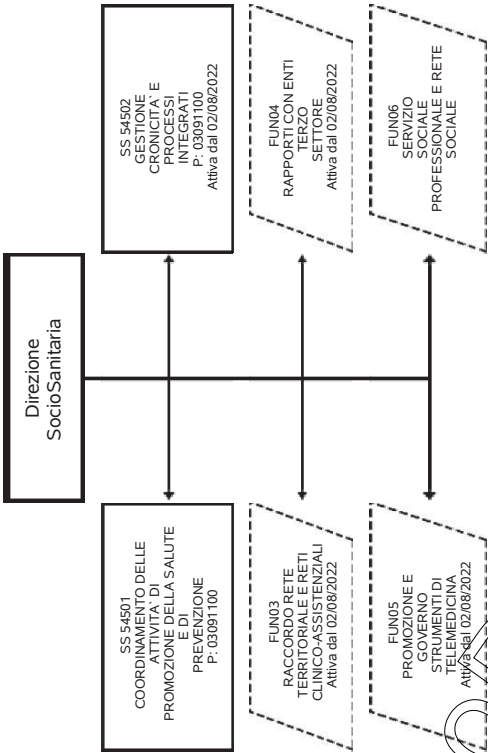 Direzione
SocioSanitaria
SS 54501
COORDINAMENTO DELLE
ATTIVITA` DI
PROMOZIONE DELLA SALUTE
E DI
PREVENZIONE
P: 03091100
SS 54502
GESTIONE
CRONICITA` E
PROCESSI
INTEGRATI
P: 03091100
Attiva dal 02/08/2022
FUN03
RACCORDO RETE
TERRITORIALE E RETI
CLINICO-ASSISTENZIALI
Attiva dal 02/08/2022
FUN04
RAPPORTI CON ENTI
TERZO
SETTORE
Attiva dal 02/08/2022
FUN05
PROMOZIONE E
GOVERNO
STRUMENTI DI
TELEMEDICINA
Attiva dal 02/08/2022
FUN06
SERVIZIO
SOCIALE
PROFESSIONALE E RETE
SOCIALE